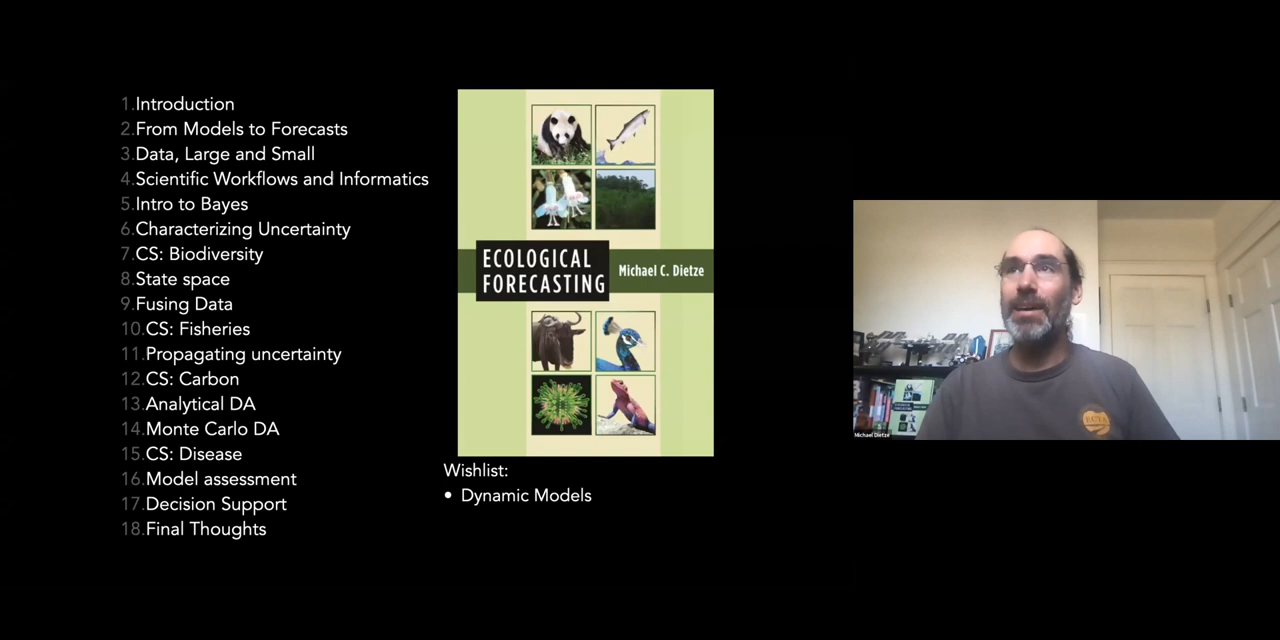 1. Introduction
2. From Models to Forecasts
3. Data, Large and Small
4. Scientific Workflows and Informatics
5. Intro to Bayes
6. Characterizing Uncertainty
7. CS: Biodiversity
8. State space
9. Fusing Data
10. CS: Fisheries
11. Propagating uncertainty
12. CS: Carbon
13. Analytical DA
14. Monte Carlo DA
15. CS: Disease
16. Model assessment
17. Decision Support
18. Final Thoughts
ECOLOGICAL
FORECASTING
Michael C. Dietze
Wishlist:
• Dynamic Models
ECTA
Michael Dietze